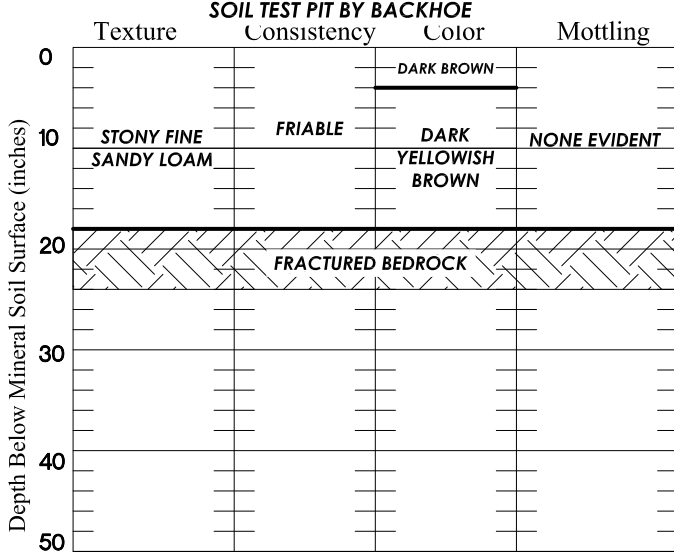 SOIL TEST PIT BY BACKHOE
Texture Consistency Color Mottling
0
DARK BROWN
10
STONY FINE
SANDY LOAM
FRIABLE
DARK
YELLOWISH
BROWN
NONE EVIDENT
20
FRACTURED BEDROCK
30
40
50
Depth Below Mineral Soil Surface (inches)